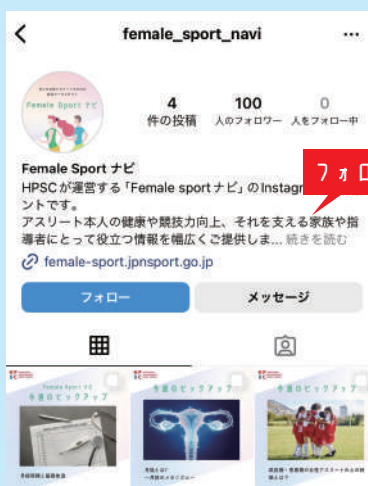 female_sport_navi
Female Sport ナビ
4
100
0
件の投稿
人のフォロワー
人をフォロー中
Female Sport ナビ
HPSCが運営する「Female sportナビ」のInstagr
ントです。
フォロ
アスリート本人の健康や競技力向上、それを支える家族や指
導者にとって役立つ情報を幅広くご提供しま... 続きを読む
female-sport.jpnsport.go.jp
フォロー
メッセージ
Female Sport ナビ
今週のピックアップ
今週のピックアップ
今週のピックアップ
月経とは?